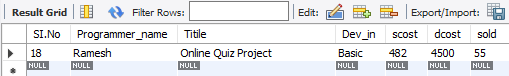 Result Grid Filter Rows: Edit: Export/Import:
SI.No Programmer_name Titile Dev_in scost dcost sold
18 Ramesh Online Quiz Project Basic 482 4500 55
NULL NULL NULL NULL NULL NULL NULL